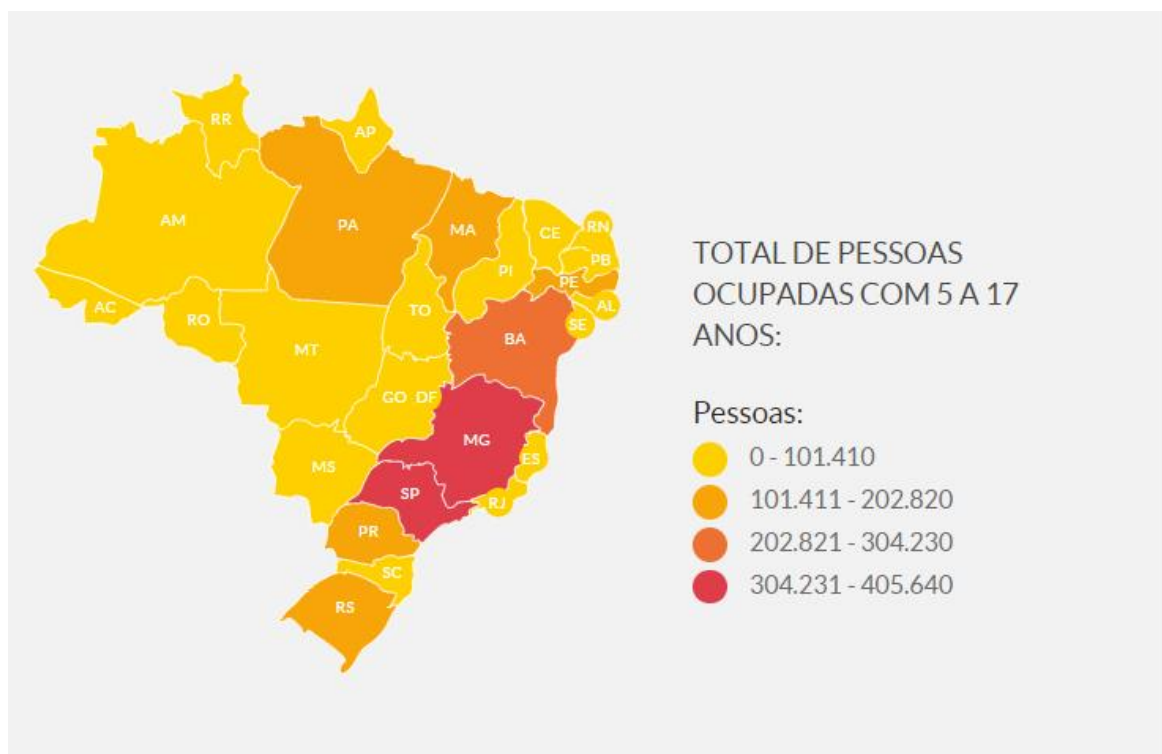 RR
AP
AM
PA
MA
CE
RN
PI
PB
PE
AC
TO
AL
RO
SE
BA
MT
GO DF
MG
MS
ES
SP
RJ
PR
SC
RS
TOTAL DE PESSOAS
OCUPADAS COM 5 A 17
ANOS:
Pessoas:
0 - 101.410
101.411 - 202.820
202.821 - 304.230
304.231 - 405.640